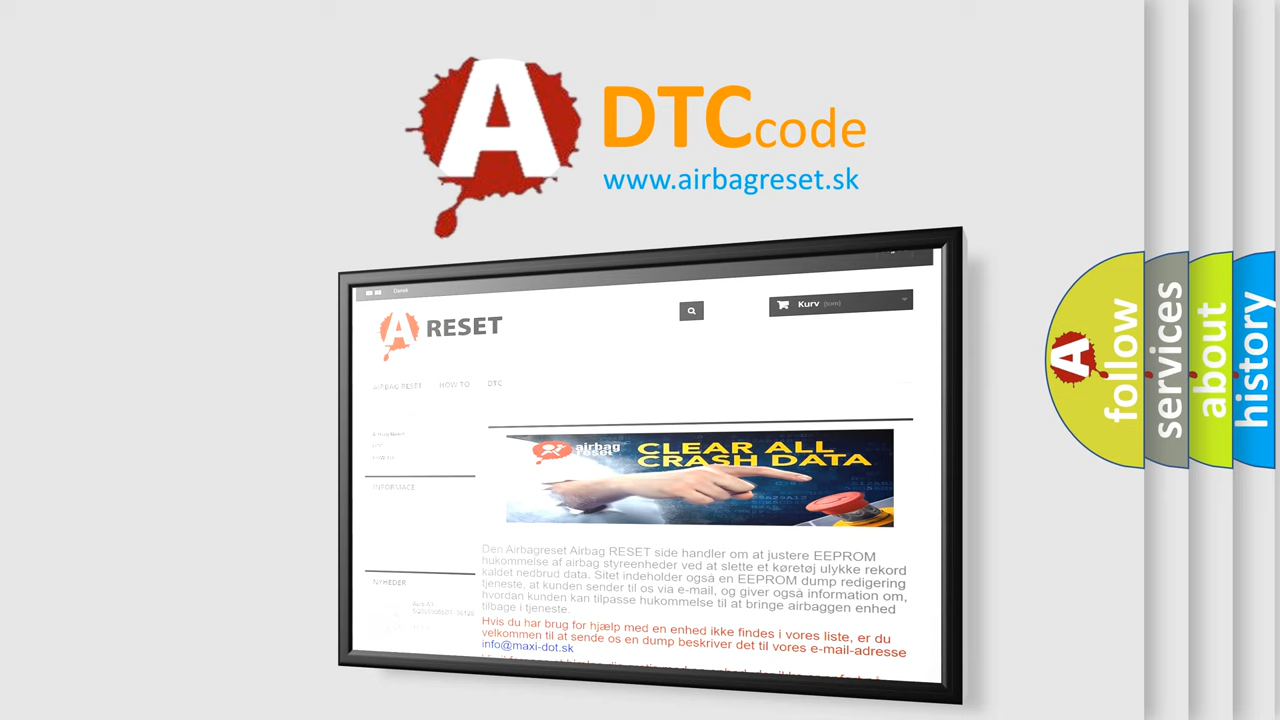 A
DTCcode
www.airbagreset.sk
Dansk
A RESET
Kurv (tom)
AIRBAG RESET HOW TO DTC
Airbag Reset
INFORMACE
NYHEDER
airbag
reset
CLEAR ALL
CRASH DATA
Den Airbagreset Airbag RESET side handler om at justere EEPROM
hukommelse af airbag styreenheder ved at slette et køretøj ulykke rekord
kaldet nedbrud data. Sitet indeholder også en EEPROM dump redigering
tjeneste, at kunden sender til os via e-mail, og giver også information om,
hvordan kunden kan tilpasse hukommelse til at bringe airbaggen enhed
tilbage i tjeneste.
Hvis du har brug for hjælp med en enhed ikke findes i vores liste, er du
velkommen til at sende os en dump beskriver det til vores e-mail-adresse
info@maxi-dot.sk
A
follow
services
about
history